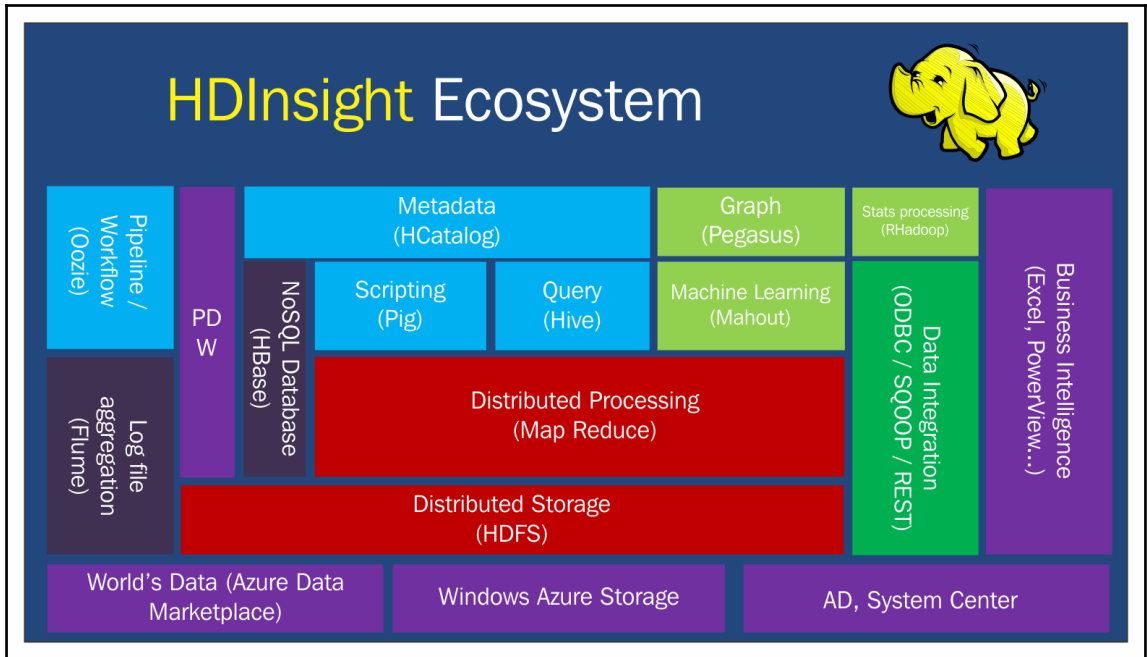 HDInsight Ecosystem
Pipeline /
Workflow
(Oozie)
PD
W
Metadata
(HCatalog)
Graph
(Pegasus)
Stats processing
(RHadoop)
Business Intelligence
(Excel, PowerView...)
NoSQL Database
(HBase)
Scripting
(Pig)
Query
(Hive)
Machine Learning
(Mahout)
Data Integration
(ODBC / SQOOP / REST)
Log file
aggregation
(Flume)
Distributed Processing
(Map Reduce)
Distributed Storage
(HDFS)
World's Data (Azure Data
Marketplace)
Windows Azure Storage
AD, System Center